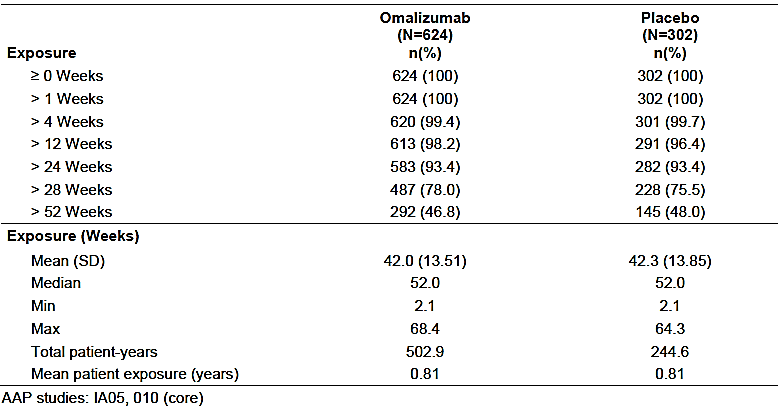 Omalizumab Placebo
(N=624) (N=302)
Exposure n(%) n(%)
≥ 0 Weeks 624 (100) 302 (100)
> 1 Weeks 624 (100) 302 (100)
> 4 Weeks 620 (99.4) 301 (99.7)
> 12 Weeks 613 (98.2) 291 (96.4)
> 24 Weeks 583 (93.4) 282 (93.4)
> 28 Weeks 487 (78.0) 228 (75.5)
> 52 Weeks 292 (46.8) 145 (48.0)
Exposure (Weeks)
Mean (SD) 42.0 (13.51) 42.3 (13.85)
Median 52.0 52.0
Min 2.1 2.1
Max 68.4 64.3
Total patient-years 502.9 244.6
Mean patient exposure (years) 0.81 0.81
AAP studies: IA05, 010 (core)